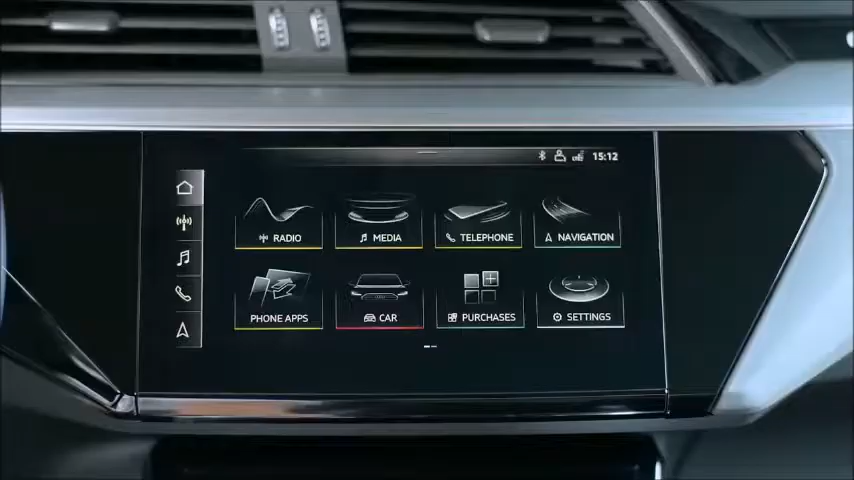 15:12
RADIO
MEDIA
TELEPHONE
NAVIGATION
PHONE APPS
CAR
PURCHASES
SETTINGS